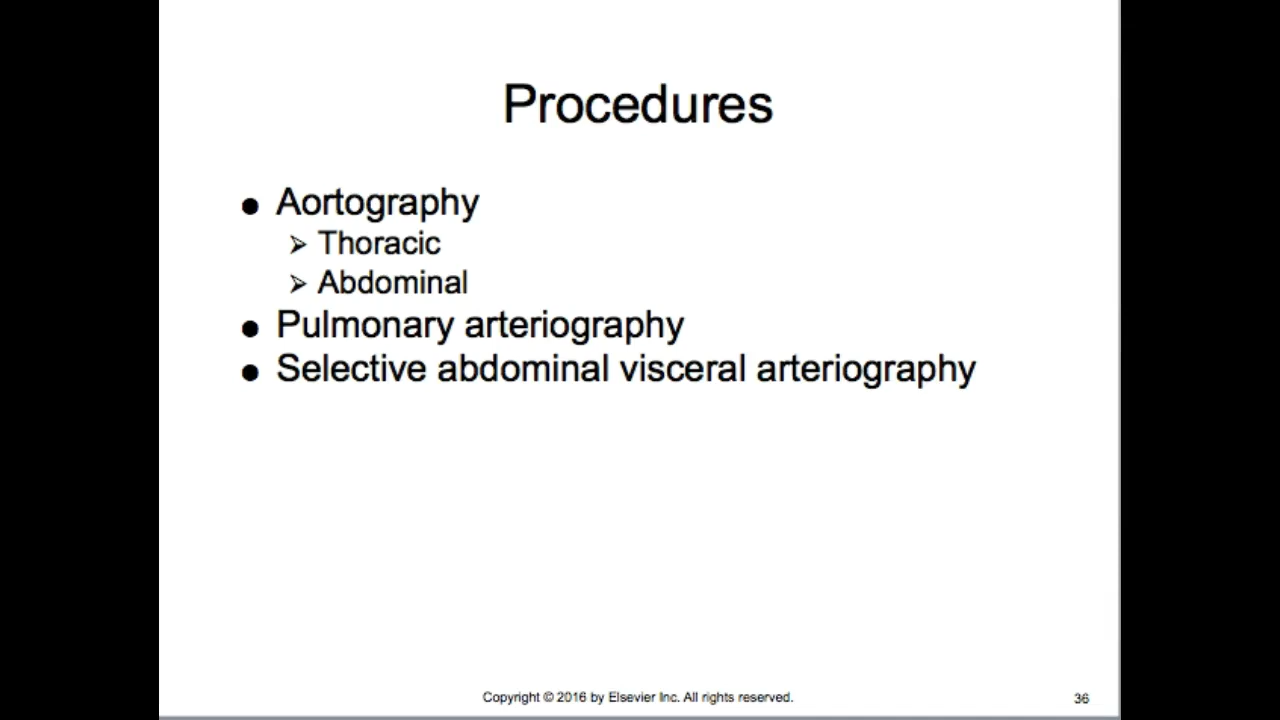 Procedures
● Aortography
➢ Thoracic
➢ Abdominal
● Pulmonary arteriography
● Selective abdominal visceral arteriography
Copyright © 2016 by Elsevier Inc. All rights reserved.
36